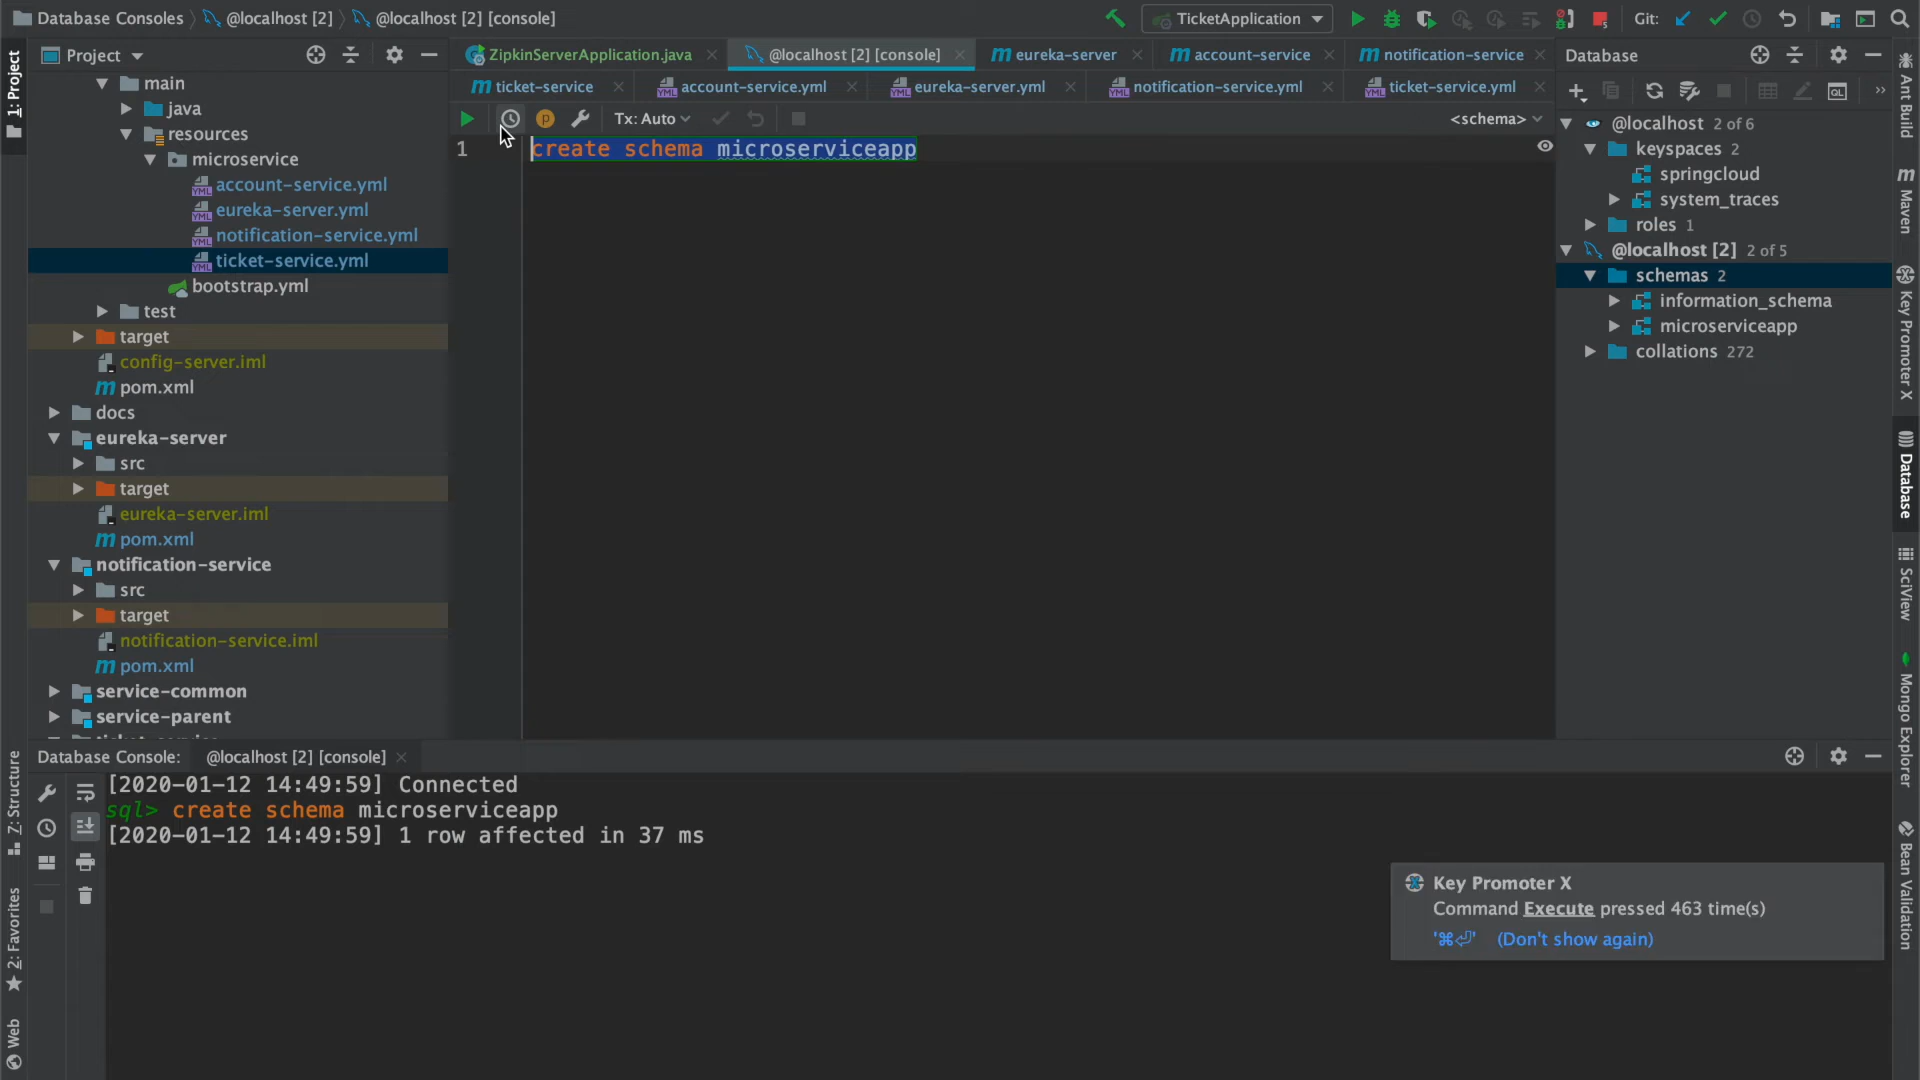 Database Consoles @localhost [2] @localhost [2] [console] TicketApplication Git:
Project ZipkinServerApplication.java @localhost [2] [console] eureka-server account-service notification-service Database
ticket-service account-service.yml eureka-server.yml notification-service.yml ticket-service.yml
Tx: Auto <schema>
1 create schema microserviceapp
1: Project
main
java
resources
microservice
account-service.yml
eureka-server.yml
notification-service.yml
ticket-service.yml
bootstrap.yml
test
target
config-server.iml
pom.xml
docs
eureka-server
src
target
eureka-server.iml
pom.xml
notification-service
src
target
notification-service.iml
pom.xml
service-common
service-parent
@localhost 2 of 6
keyspaces 2
springcloud
system_traces
roles 1
@localhost [2] 2 of 5
schemas 2
information_schema
microserviceapp
collations 272
Ant Build
Maven
Key Promoter X
Database
SciView
Mongo Explorer
Bean Validation
Z: Structure
2: Favorites
Web
Database Console: @localhost [2] [console]
[2020-01-12 14:49:59] Connected
sql> create schema microserviceapp
[2020-01-12 14:49:59] 1 row affected in 37 ms
Key Promoter X
Command Execute pressed 463 time(s)
'⌘⏎' (Don't show again)